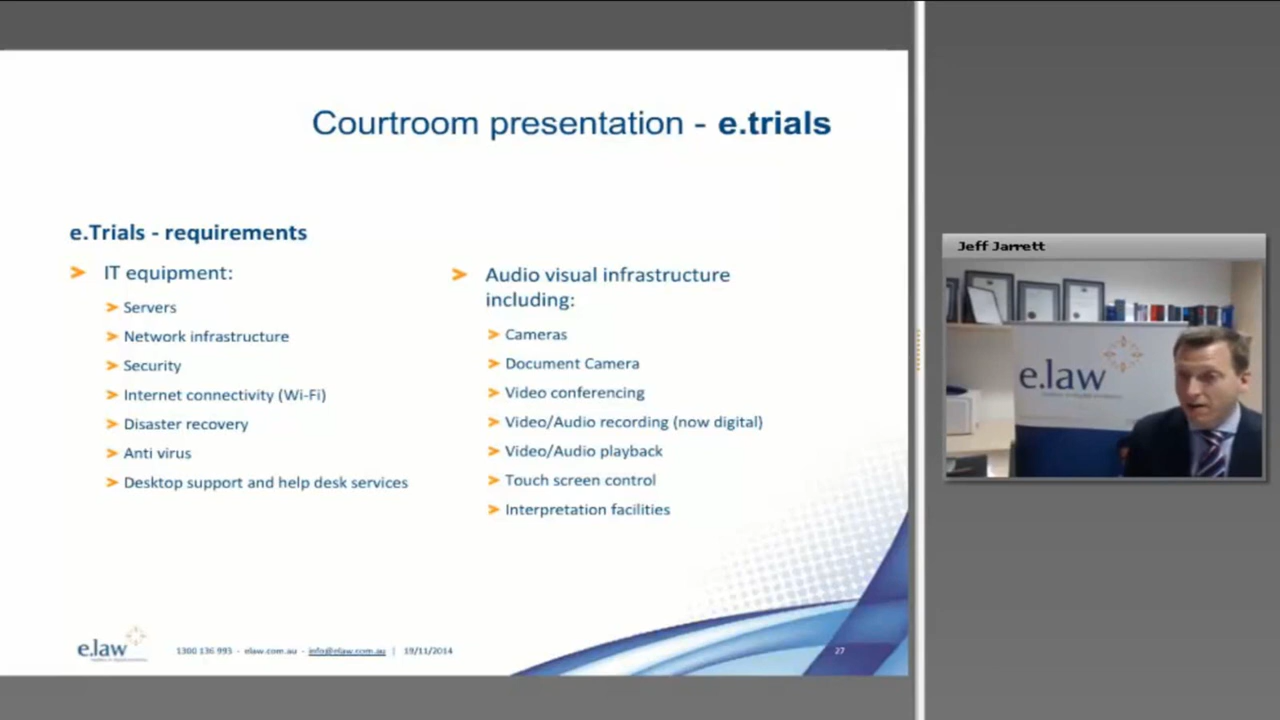 Courtroom presentation - e.trials
e.Trials - requirements
IT equipment:
Servers
Network infrastructure
Security
Internet connectivity (Wi-Fi)
Disaster recovery
Anti virus
Desktop support and help desk services
Audio visual infrastructure
including:
Cameras
Document Camera
Video conferencing
Video/Audio recording (now digital)
Video/Audio playback
Touch screen control
Interpretation facilities
e.law
1300 136 993 - elaw.com.au - info@elaw.com.au | 19/11/2014
27
Jeff Jarrett
e.law